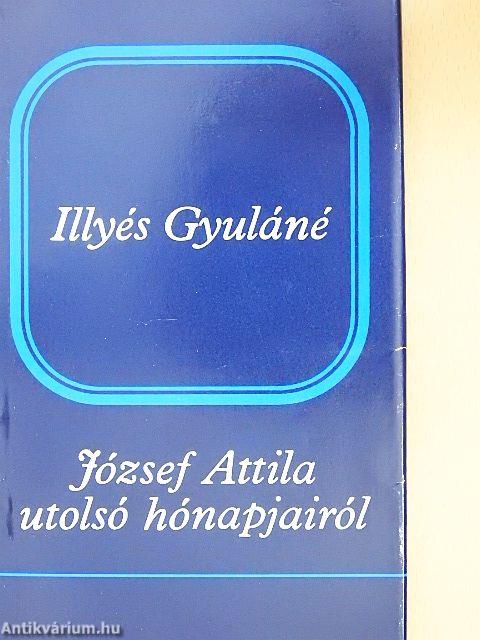 Illyés Gyuláné
József Attila
utolsó hónapjairól
Antikvárium.hu